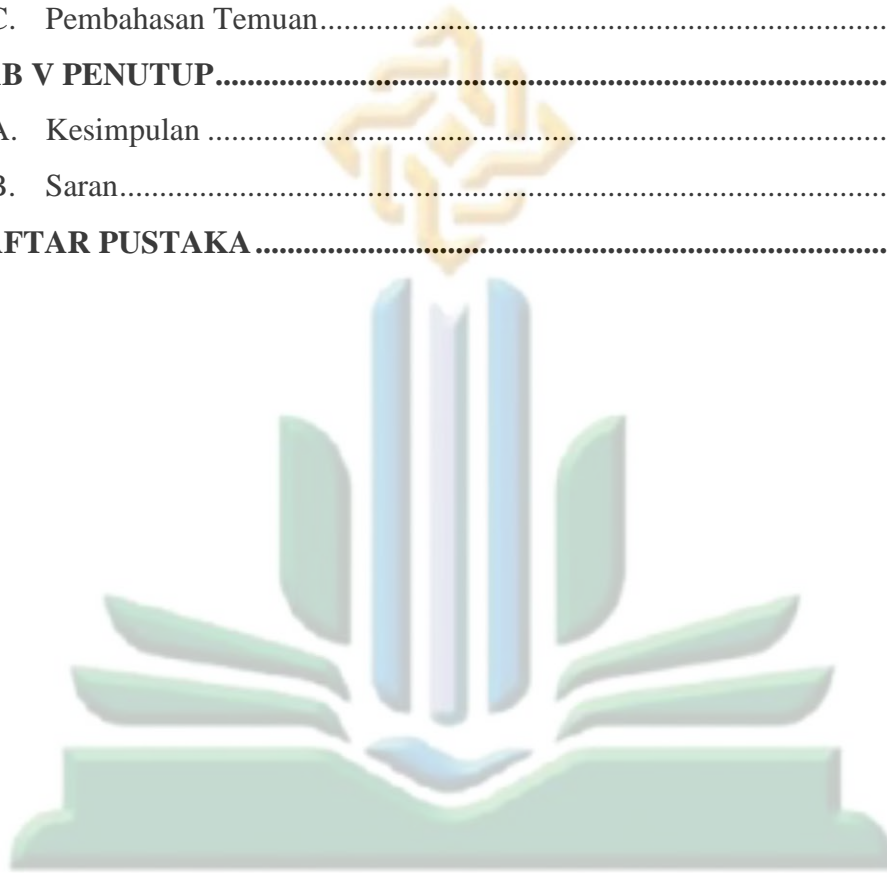 C. Pembahasan Temuan....................................................................
AB V PENUTUP....................................................................................
A. Kesimpulan ....................................................................................
B. Saran................................................................................................
AFTAR PUSTAKA ................................................................................